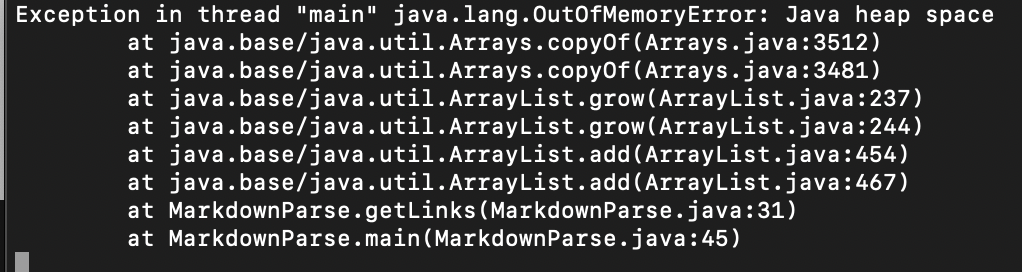 Exception in thread "main" java.lang.OutOfMemoryError: Java heap space
at java.base/java.util.Arrays.copyOf(Arrays.java:3512)
at java.base/java.util.Arrays.copyOf(Arrays.java:3481)
at java.base/java.util.ArrayList.grow(ArrayList.java:237)
at java.base/java.util.ArrayList.grow(ArrayList.java:244)
at java.base/java.util.ArrayList.add(ArrayList.java:454)
at java.base/java.util.ArrayList.add(ArrayList.java:467)
at MarkdownParse.getLinks(MarkdownParse.java:31)
at MarkdownParse.main(MarkdownParse.java:45)